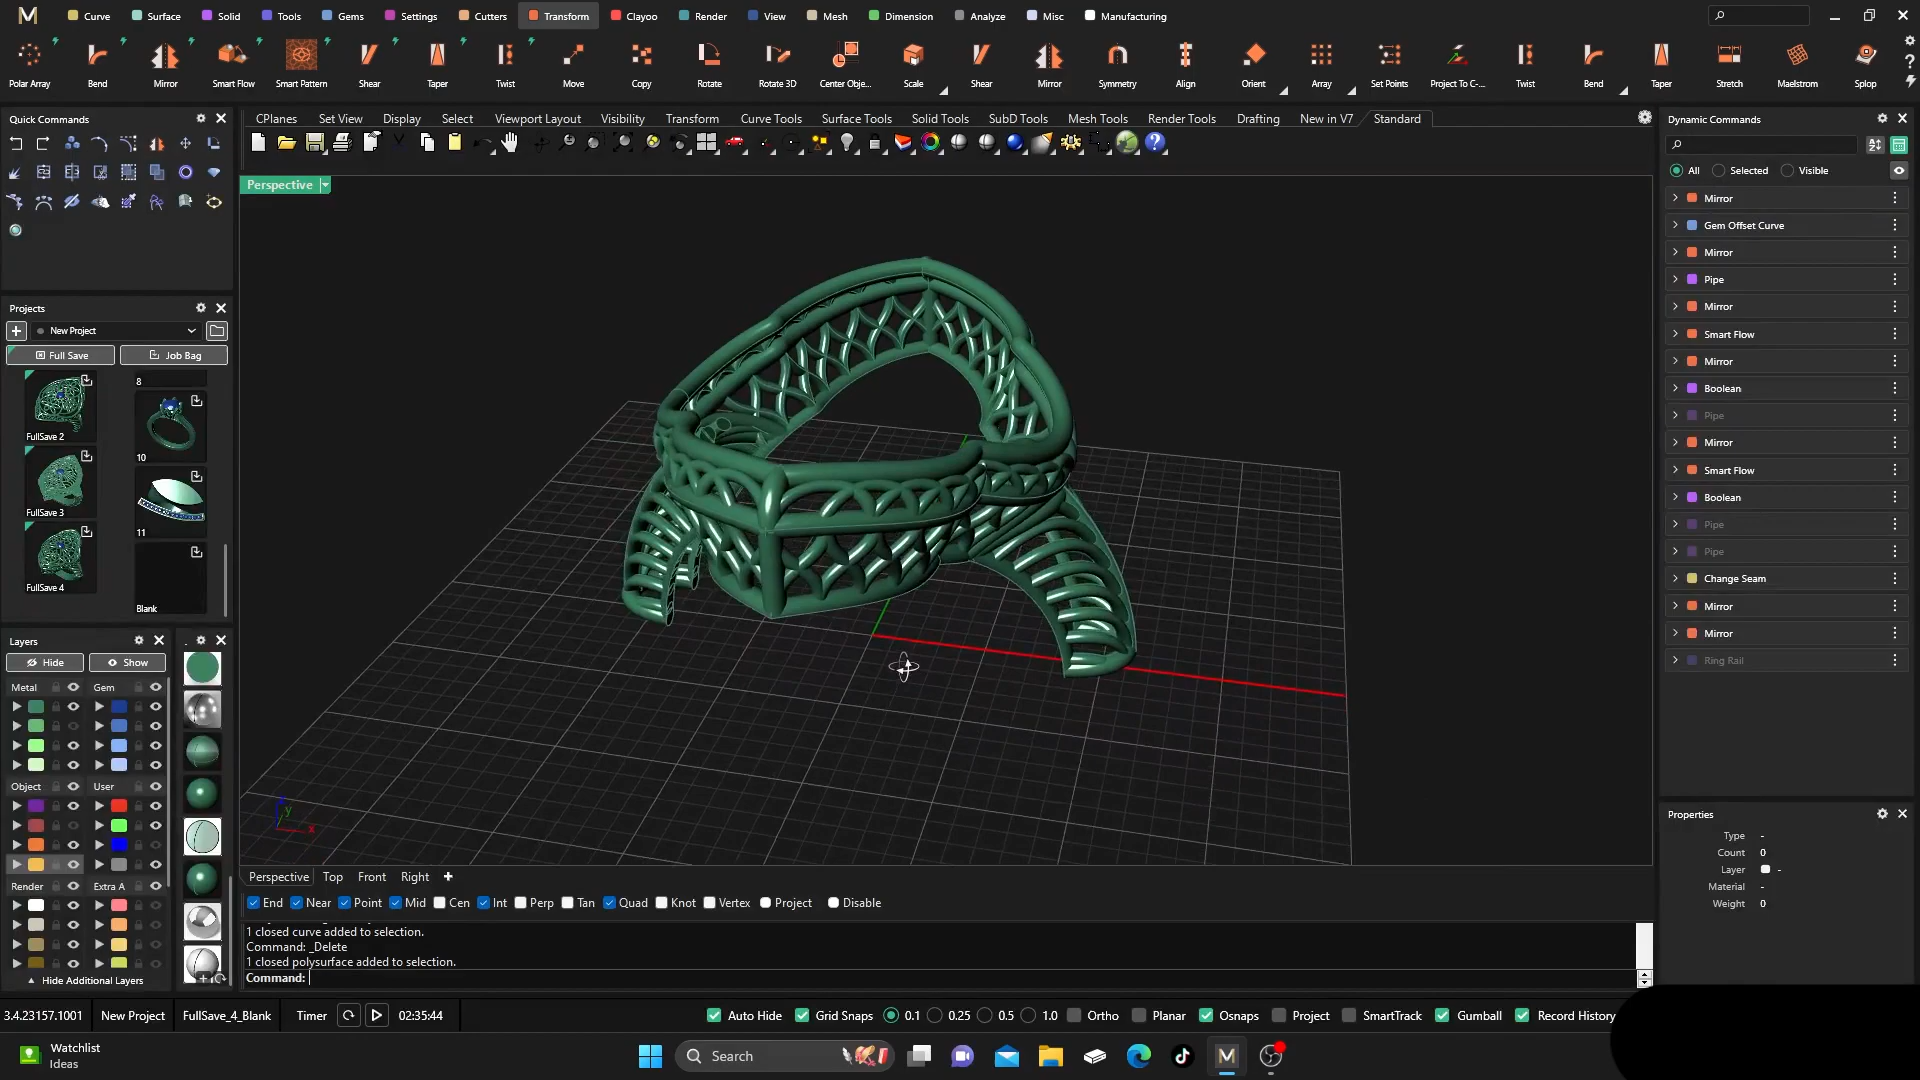 Curve Surface Solid Tools Gems Settings Cutters Transform Clayoo Render View Mesh Dimension Analyze Misc Manufacturing
Polar Array Bend Mirror Smart Flow Smart Pattern Shear Taper Twist Move Copy Rotate Rotate 3D Center Obje... Scale Shear Mirror Symmetry Align Orient Array Set Points Project To C-... Twist Bend Taper Stretch Maelstrom Splop
Quick Commands
CPlanes Set View Display Select Viewport Layout Visibility Transform Curve Tools Surface Tools Solid Tools SubD Tools Mesh Tools Render Tools Drafting New in V7 Standard
Perspective
Projects
New Project
Full Save Job Bag
8
FullSave 2
10
FullSave 3
11
FullSave 4
Blank
Layers
Hide Show
Metal Gem
Object User
Render Extra A
Hide Additional Layers
z
y
x
Perspective Top Front Right
End Near Point Mid Cen Int Perp Tan Quad Knot Vertex Project Disable
1 closed curve added to selection.
Command: _Delete
1 closed polysurface added to selection.
Command:
Dynamic Commands
All Selected Visible
Mirror
Gem Offset Curve
Mirror
Pipe
Mirror
Smart Flow
Mirror
Boolean
Pipe
Mirror
Smart Flow
Boolean
Pipe
Pipe
Change Seam
Mirror
Mirror
Ring Rail
Properties
Type -
Count 0
Layer -
Material -
Weight 0
3.4.23157.1001 New Project FullSave_4_Blank Timer 02:35:44 Auto Hide Grid Snaps 0.1 0.25 0.5 1.0 Ortho Planar Osnaps Project SmartTrack Gumball Record History
Watchlist
Ideas
Search